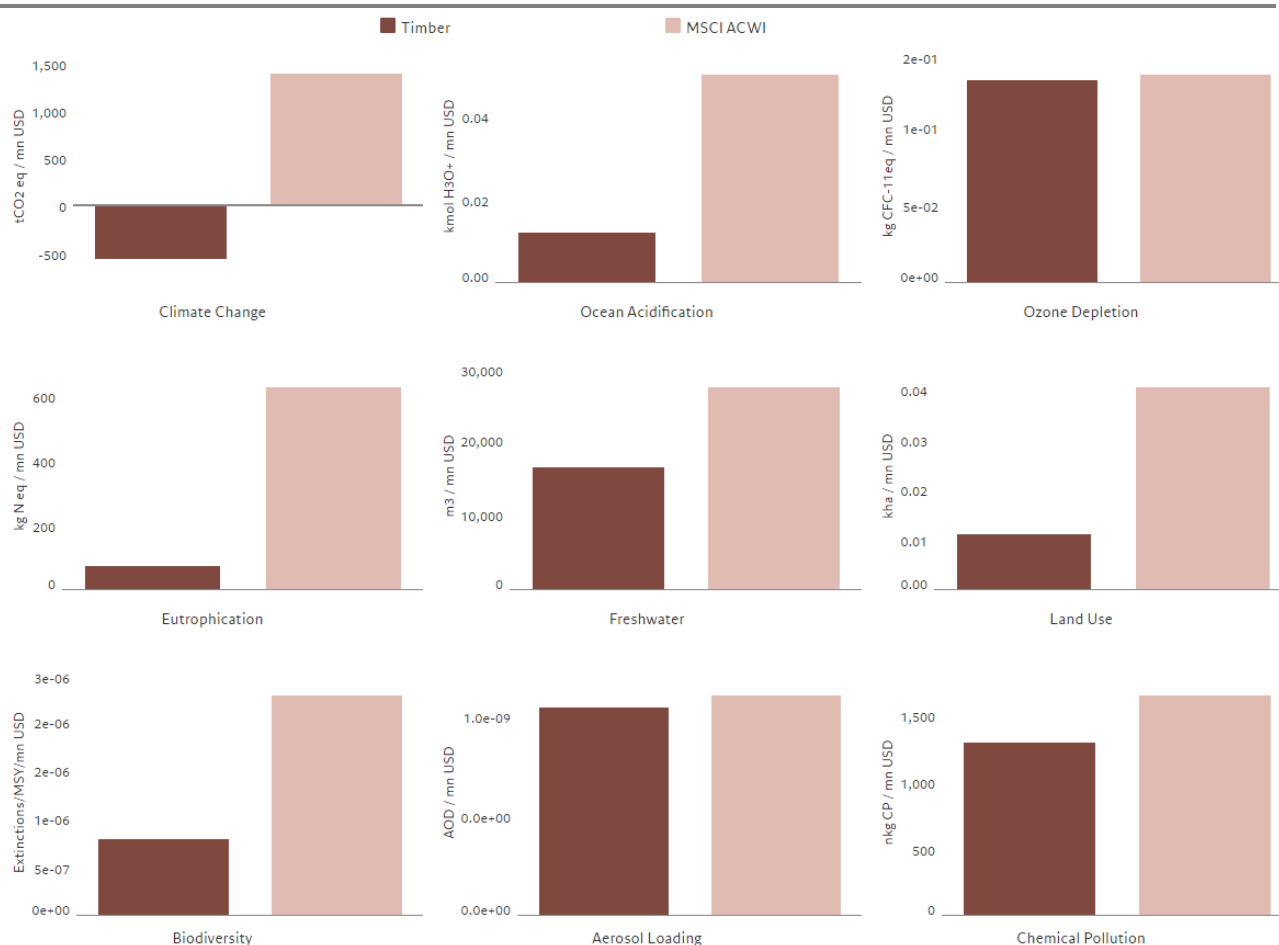 Timber
MSCI ACWI
1,500
1,000
500
0
-500
tCO2 eq / mn USD
Climate Change
0.04
0.02
0.00
kmol H3O+ / mn USD
Ocean Acidification
2e-01
1e-01
5e-02
0e+00
kg CFC-11eq / mn USD
Ozone Depletion
600
400
200
0
kg N eq / mn USD
Eutrophication
30,000
20,000
10,000
0
m3 / mn USD
Freshwater
0.04
0.03
0.02
0.01
0.00
kha / mn USD
Land Use
3e-06
2e-06
2e-06
1e-06
5e-07
0e+00
Extinctions/MSY/mn USD
Biodiversity
1.0e-09
0.0e+00
0.0e+00
AOD / mn USD
Aerosol Loading
1,500
1,000
500
0
nkg CP / mn USD
Chemical Pollution